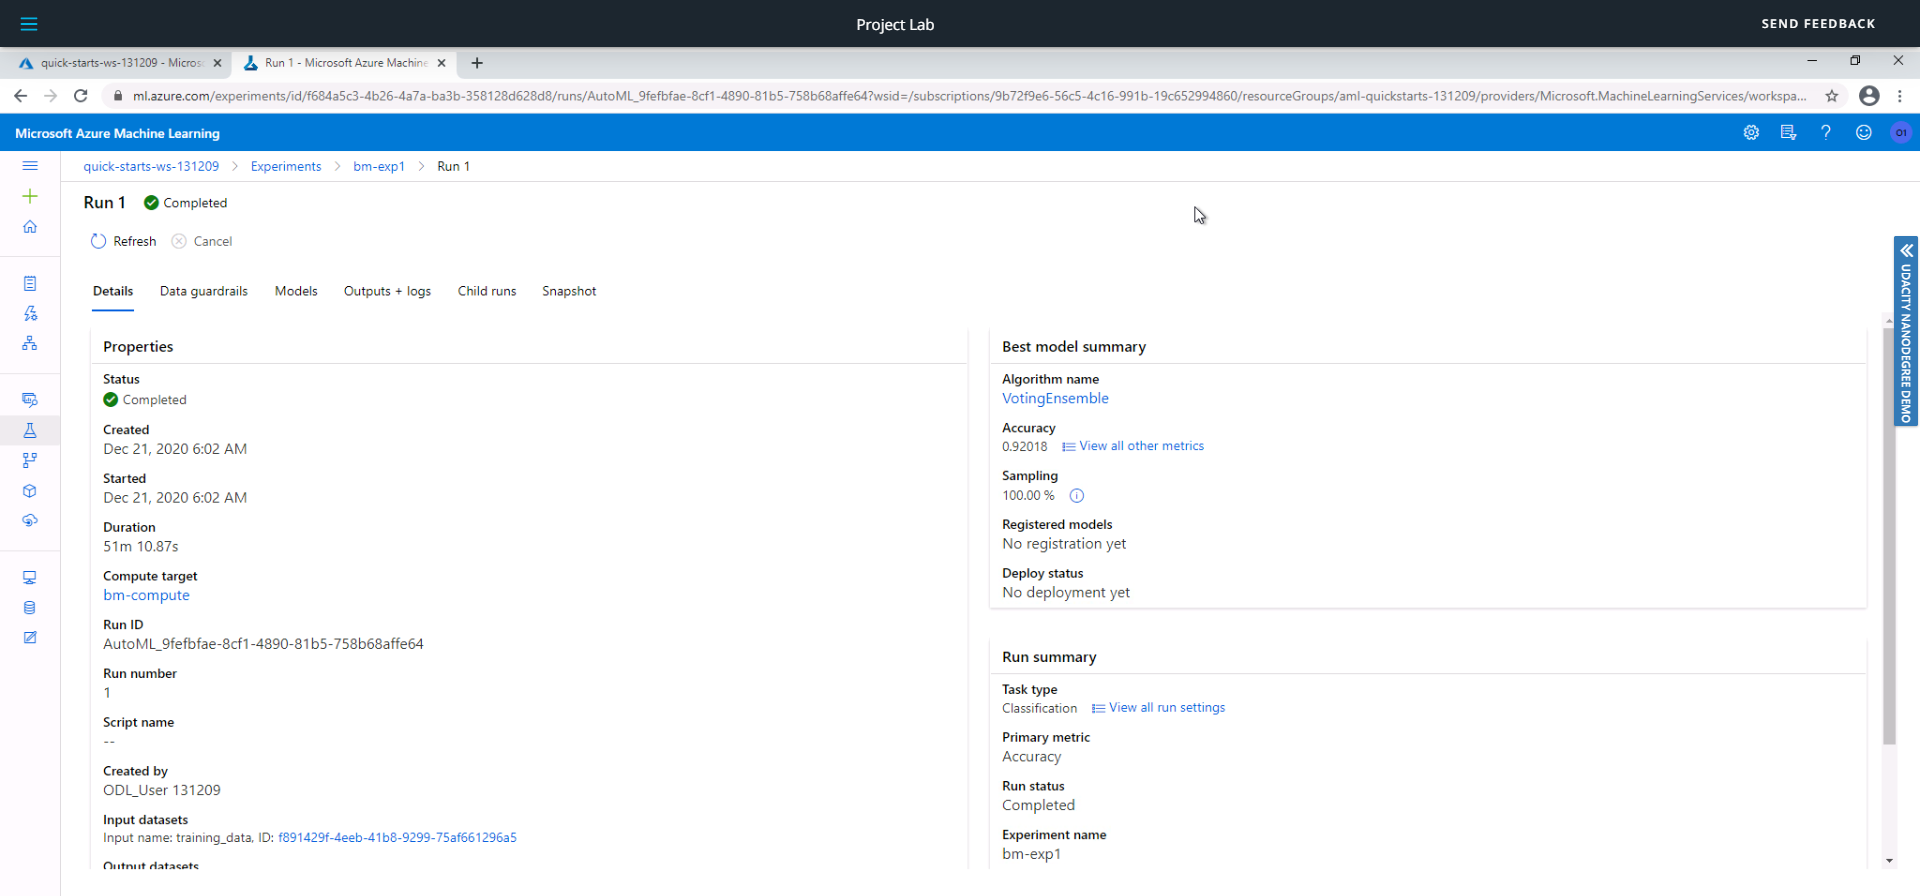 Project Lab
SEND FEEDBACK
quick-starts-ws-131209 - Micros
Run 1 - Microsoft Azure Machine
ml.azure.com/experiments/id/f684a5c3-4b26-4a7a-ba3b-358128d628d8/runs/AutoML_9fefbfae-8cf1-4890-81b5-758b68affe64?wsid=/subscriptions/9b72f9e6-56c5-4c16-991b-19c652994860/resourceGroups/aml-quickstarts-131209/providers/Microsoft.MachineLearningServices/workspa...
Microsoft Azure Machine Learning
O1
quick-starts-ws-131209 > Experiments > bm-exp1 > Run 1
Run 1 Completed
Refresh Cancel
Details Data guardrails Models Outputs + logs Child runs Snapshot
Properties
Status
Completed
Created
Dec 21, 2020 6:02 AM
Started
Dec 21, 2020 6:02 AM
Duration
51m 10.87s
Compute target
bm-compute
Run ID
AutoML_9fefbfae-8cf1-4890-81b5-758b68affe64
Run number
1
Script name
--
Created by
ODL_User 131209
Input datasets
Input name: training_data, ID: f891429f-4eeb-41b8-9299-75af661296a5
Output datasets
Best model summary
Algorithm name
VotingEnsemble
Accuracy
0.92018 View all other metrics
Sampling
100.00 %
Registered models
No registration yet
Deploy status
No deployment yet
Run summary
Task type
Classification View all run settings
Primary metric
Accuracy
Run status
Completed
Experiment name
bm-exp1
UDACITY NANODEGREE DEMO